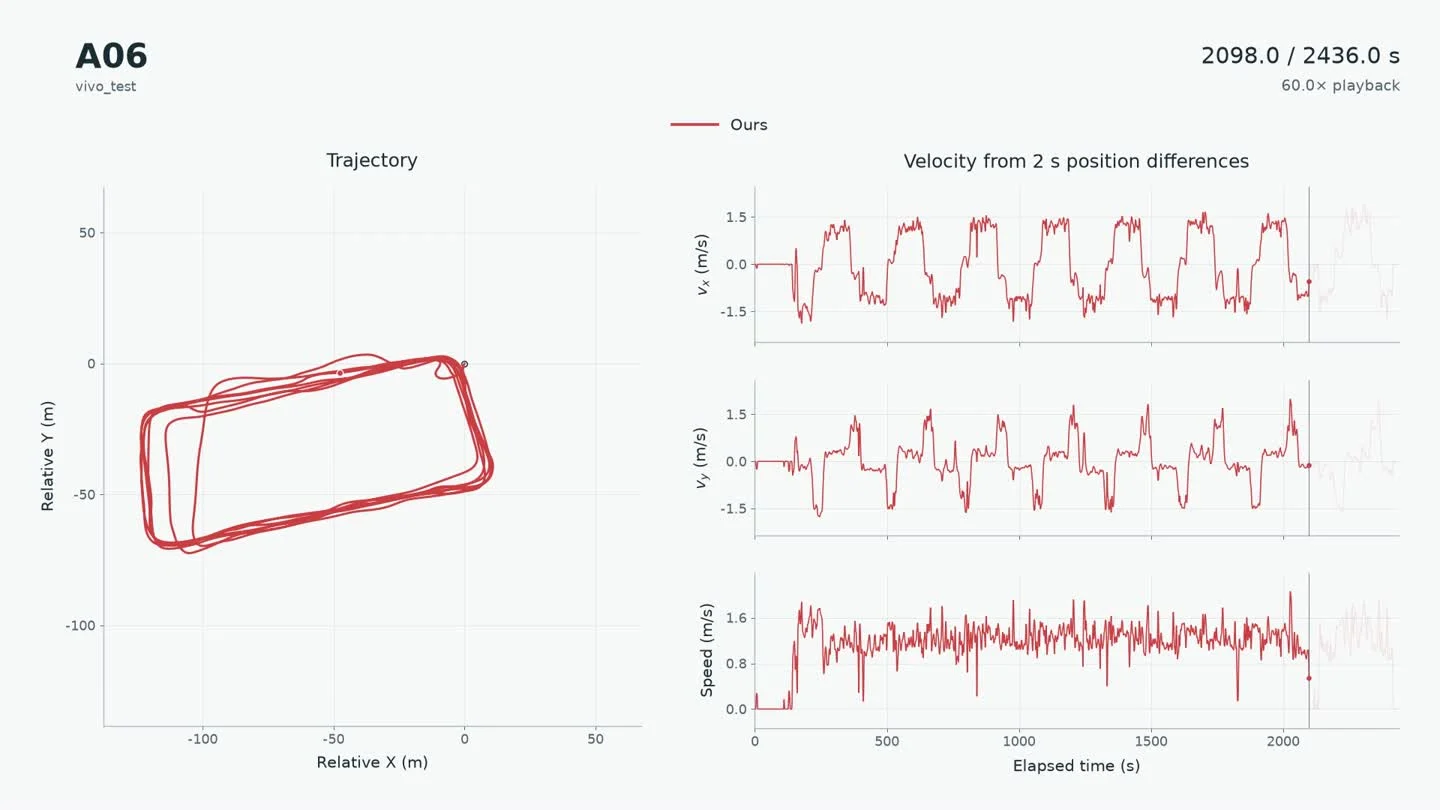 A06
vivo_test
2098.0 / 2436.0 s
60.0× playback
Ours
Trajectory
50
0
-50
-100
Relative Y (m)
-100
-50
0
50
Relative X (m)
Velocity from 2 s position differences
1.5
0.0
-1.5
vx (m/s)
1.5
0.0
-1.5
vy (m/s)
1.6
0.8
0.0
Speed (m/s)
0
500
1000
1500
2000
Elapsed time (s)